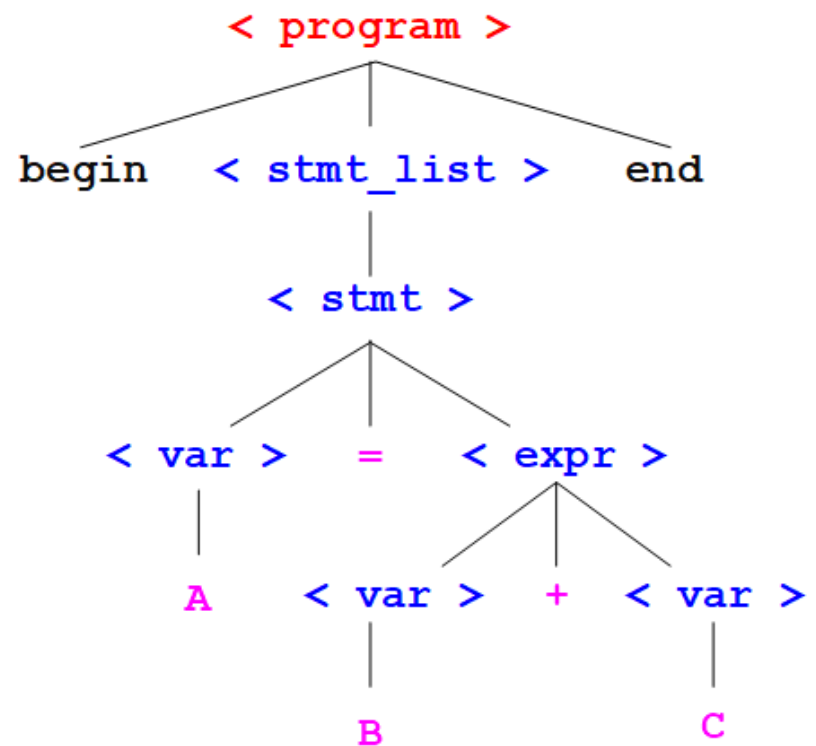 < program >
begin < stmt_list > end
< stmt >
< var > = < expr >
A < var > + < var >
B C